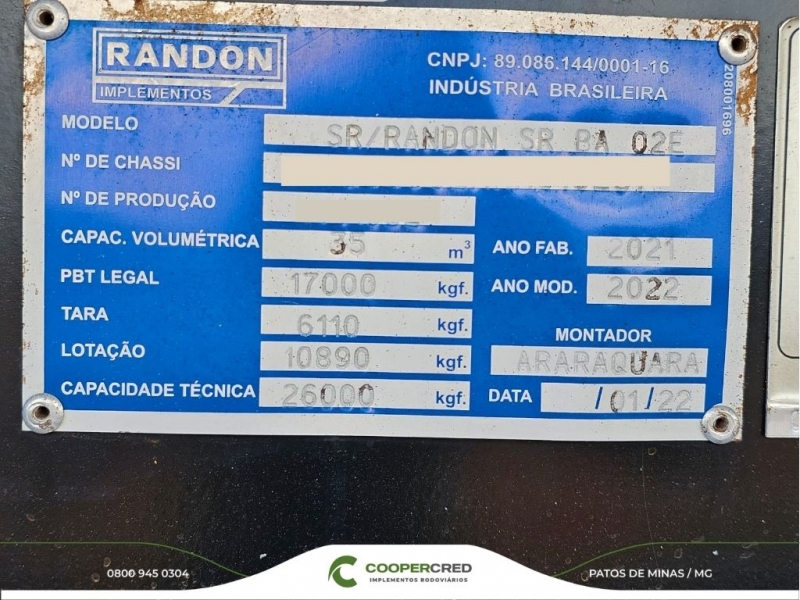 RANDON
IMPLEMENTOS
CNPJ: 89.086.144/0001-16
INDÚSTRIA BRASILEIRA
208001696
MODELO SR/RANDON SR BA 02E
Nº DE CHASSI
Nº DE PRODUÇÃO
CAPAC. VOLUMÉTRICA 35 m³ ANO FAB. 2021
PBT LEGAL 17000 kgf. ANO MOD. 2022
TARA 6110 kgf.
MONTADOR
LOTAÇÃO 10890 kgf. ARARAQUARA
CAPACIDADE TÉCNICA 26000 kgf. DATA /01/22
0800 945 0304
COOPERCRED
IMPLEMENTOS RODOVIÁRIOS
PATOS DE MINAS / MG